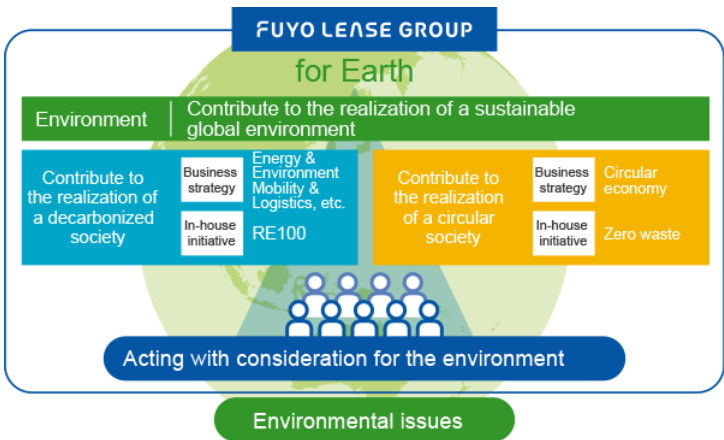 FUYO LEASE GROUP
for Earth
Environment
Contribute to the realization of a sustainable
global environment
Contribute to
the realization of
a decarbonized
society
Business
strategy
Energy &
Environment
Mobility &
Logistics, etc.
In-house
initiative
RE100
Contribute to
the realization
of a circular
society
Business
strategy
Circular
economy
In-house
initiative
Zero waste
Acting with consideration for the environment
Environmental issues